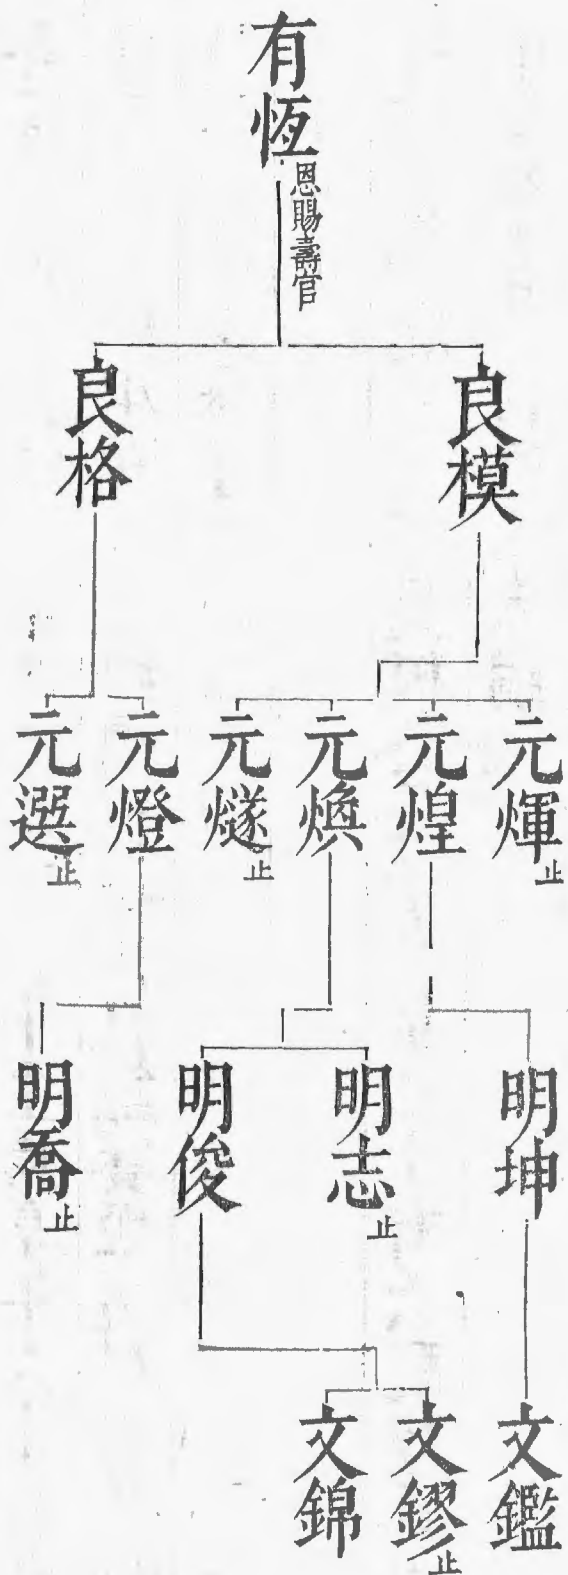 有恆 恩賜壽官
良模
良格
元煇 止
元煌
元煥
元燧 止
元燈
元選 止
明坤
明志 止
明俊
明喬 止
文鑑
文鏐 止
文錦